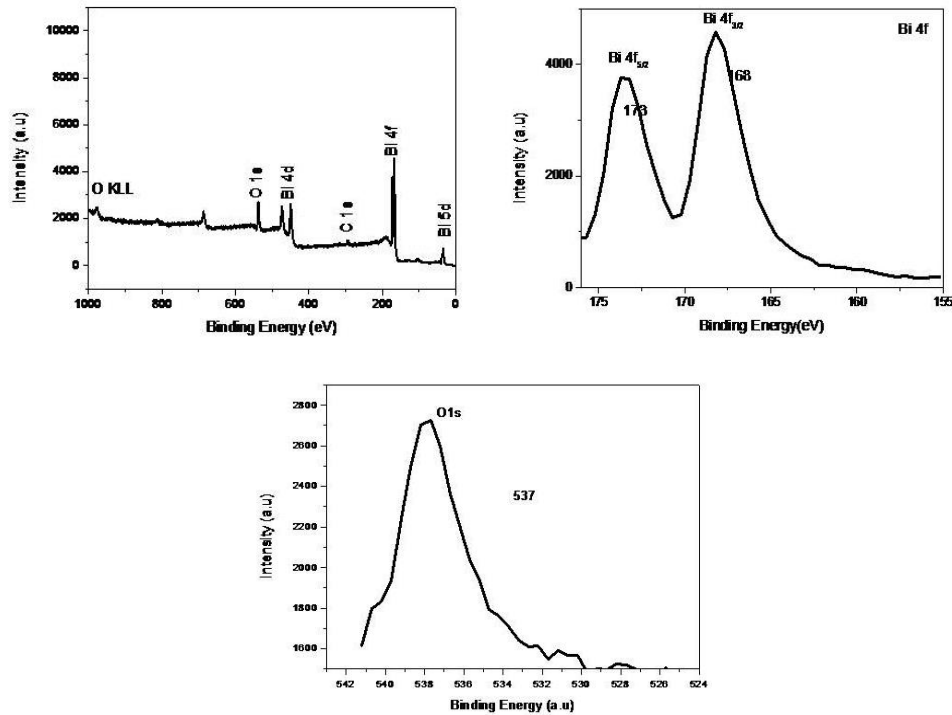 10000
8000
6000
4000
2000
0
Intensity (a.u)
O KLL
O 1s
Bi 4d
C 1s
Bi 4f
Bi 5d
1000 800 600 400 200 0
Binding Energy (eV)
Bi 4f
Bi 4f5/2
173
Bi 4f3/2
168
4000
2000
0
Intensity (a.u)
175 170 165 160 155
Binding Energy(eV)
2800
2600
2400
2200
2000
1800
1600
Intensity (a.u)
O1s
537
542 540 538 536 534 532 530 528 526 524
Binding Energy (a.u)